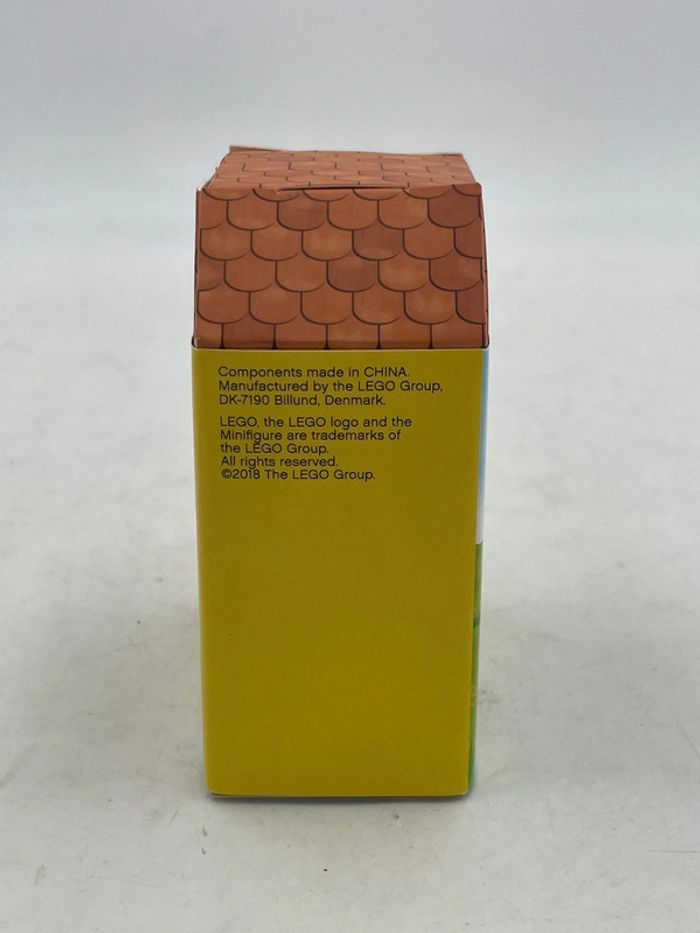 Components made in CHINA.
Manufactured by the LEGO Group,
DK-7190 Billund, Denmark.
LEGO, the LEGO logo and the
Minifigure are trademarks of
the LEGO Group.
All rights reserved.
©2018 The LEGO Group.